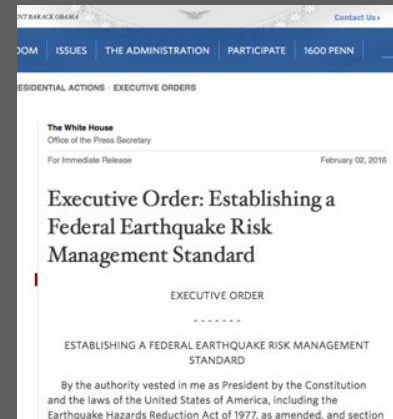 NT BARACK OBAMA
Contact Us
OOM ISSUES THE ADMINISTRATION PARTICIPATE 1600 PENN
ESIDENTIAL ACTIONS · EXECUTIVE ORDERS
The White House
Office of the Press Secretary
For Immediate Release February 02, 2016
Executive Order: Establishing a
Federal Earthquake Risk
Management Standard
EXECUTIVE ORDER
- - - - - - -
ESTABLISHING A FEDERAL EARTHQUAKE RISK MANAGEMENT
STANDARD
By the authority vested in me as President by the Constitution
and the laws of the United States of America, including the
Earthquake Hazards Reduction Act of 1977, as amended, and section